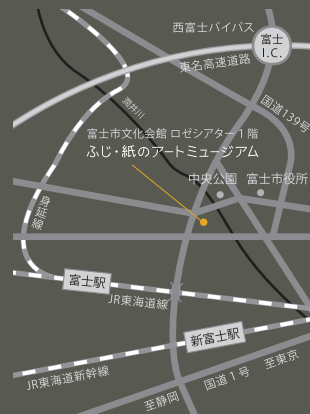 西富士バイパス
富士
I.C.
東名高速道路
国道139号
潤井川
富士市文化会館 ロゼシアター1階
ふじ・紙のアートミュージアム
中央公園
富士市役所
身延線
富士駅
JR東海道線
新富士駅
JR東海道新幹線
国道1号
至東京
至静岡